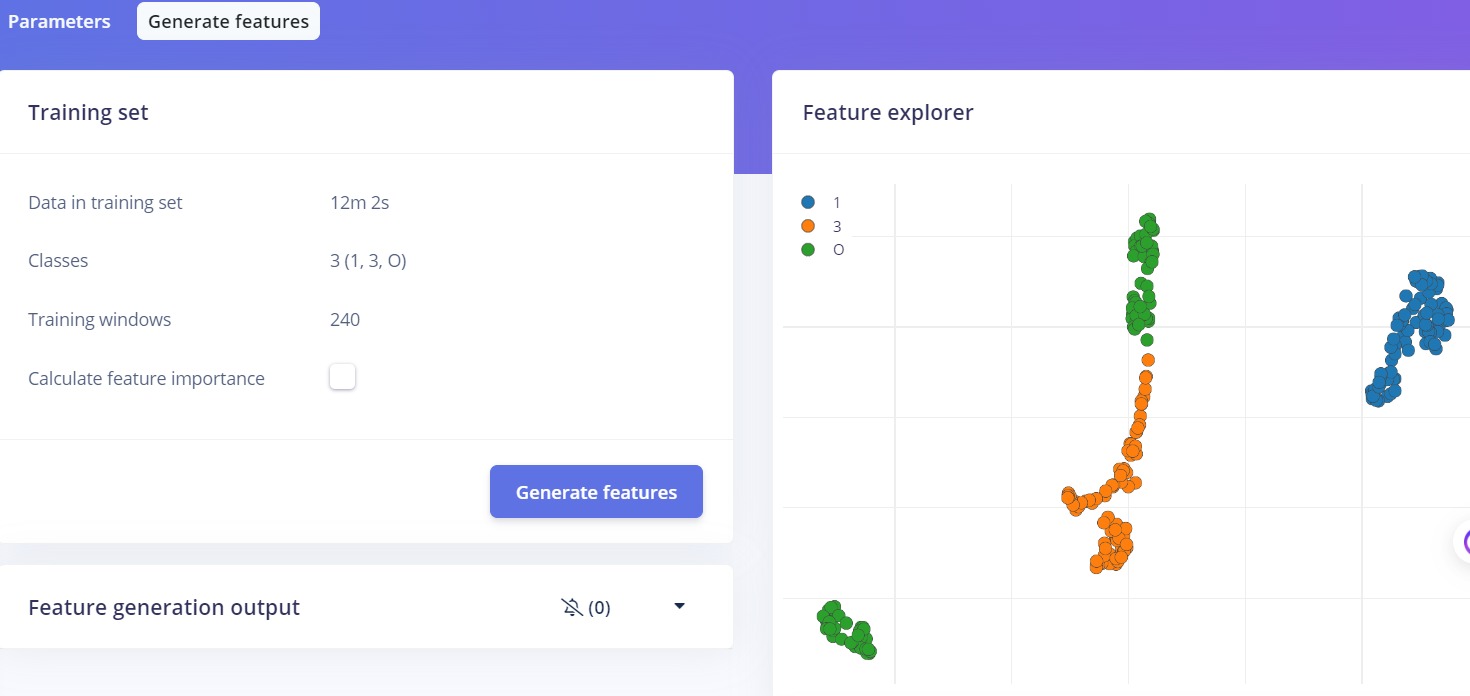 Parameters
Generate features
Training set
Data in training set 12m 2s
Classes 3 (1, 3, O)
Training windows 240
Calculate feature importance
Generate features
Feature generation output (0)
Feature explorer
1
3
O